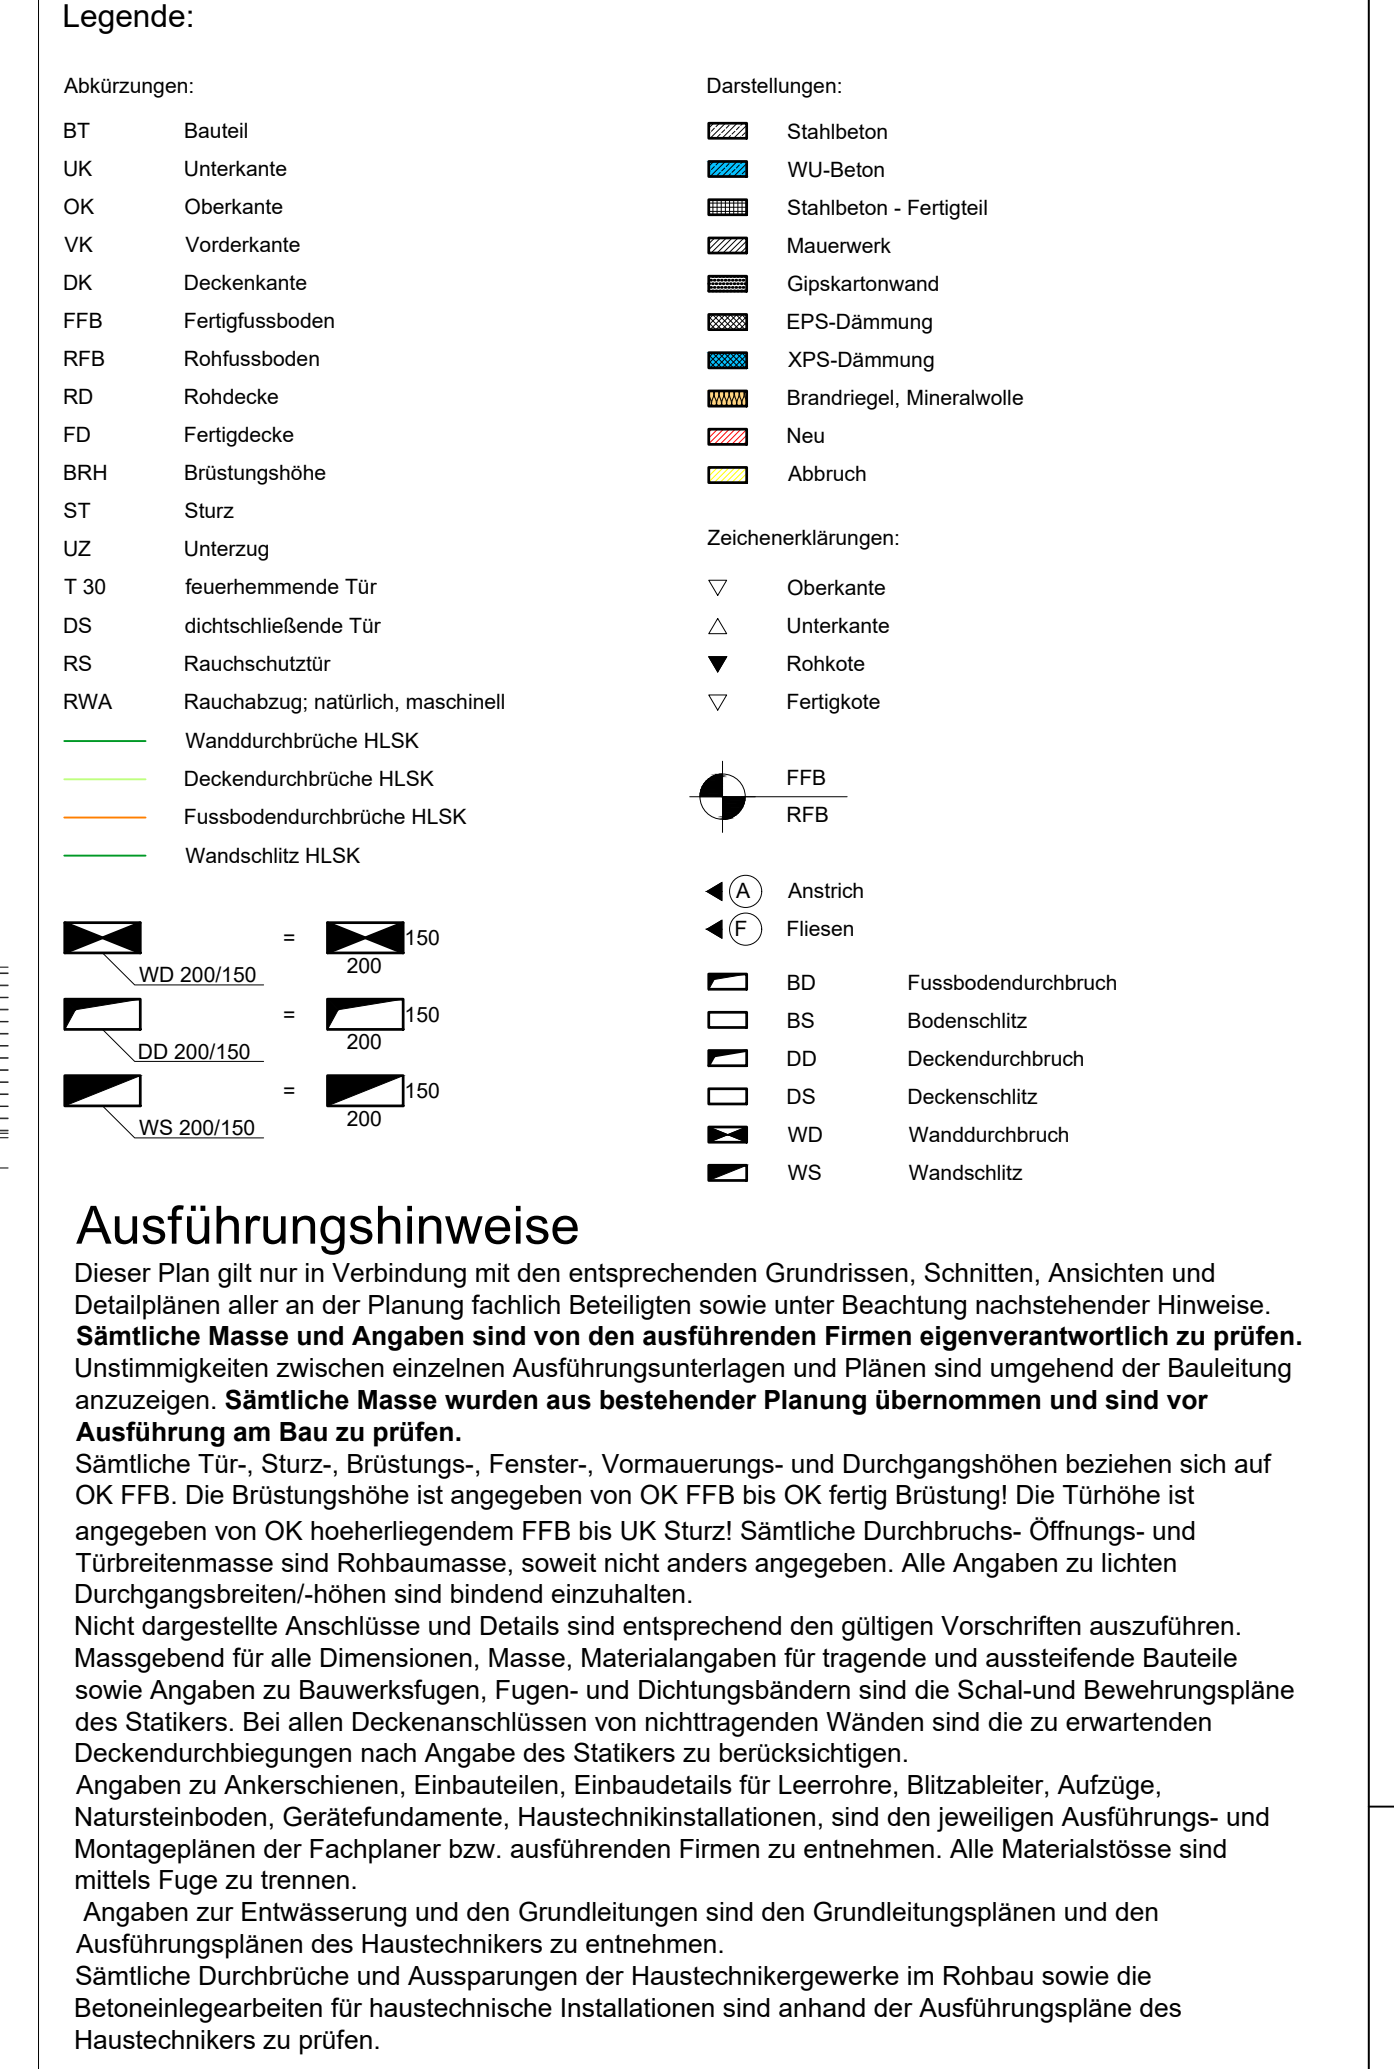 Legende:
Abkürzungen:
BT Bauteil
UK Unterkante
OK Oberkante
VK Vorderkante
DK Deckenkante
FFB Fertigfussboden
RFB Rohfussboden
RD Rohdecke
FD Fertigdecke
BRH Brüstungshöhe
ST Sturz
UZ Unterzug
T 30 feuerhemmende Tür
DS dichtschließende Tür
RS Rauchschutztür
RWA Rauchabzug; natürlich, maschinell
Wanddurchbrüche HLSK
Deckendurchbrüche HLSK
Fussbodendurchbrüche HLSK
Wandschlitz HLSK
= 150
WD 200/150 200
= 150
DD 200/150 200
= 150
WS 200/150 200
Darstellungen:
Stahlbeton
WU-Beton
Stahlbeton - Fertigteil
Mauerwerk
Gipskartonwand
EPS-Dämmung
XPS-Dämmung
Brandriegel, Mineralwolle
Neu
Abbruch
Zeichenerklärungen:
Oberkante
Unterkante
Rohkote
Fertigkote
FFB
RFB
A Anstrich
F Fliesen
BD Fussbodendurchbruch
BS Bodenschlitz
DD Deckendurchbruch
DS Deckenschlitz
WD Wanddurchbruch
WS Wandschlitz
Ausführungshinweise
Dieser Plan gilt nur in Verbindung mit den entsprechenden Grundrissen, Schnitten, Ansichten und
Detailplänen aller an der Planung fachlich Beteiligten sowie unter Beachtung nachstehender Hinweise.
Sämtliche Masse und Angaben sind von den ausführenden Firmen eigenverantwortlich zu prüfen.
Unstimmigkeiten zwischen einzelnen Ausführungsunterlagen und Plänen sind umgehend der Bauleitung
anzuzeigen. Sämtliche Masse wurden aus bestehender Planung übernommen und sind vor
Ausführung am Bau zu prüfen.
Sämtliche Tür-, Sturz-, Brüstungs-, Fenster-, Vormauerungs- und Durchgangshöhen beziehen sich auf
OK FFB. Die Brüstungshöhe ist angegeben von OK FFB bis OK fertig Brüstung! Die Türhöhe ist
angegeben von OK hoeherliegendem FFB bis UK Sturz! Sämtliche Durchbruchs- Öffnungs- und
Türbreitenmasse sind Rohbaumasse, soweit nicht anders angegeben. Alle Angaben zu lichten
Durchgangsbreiten/-höhen sind bindend einzuhalten.
Nicht dargestellte Anschlüsse und Details sind entsprechend den gültigen Vorschriften auszuführen.
Massgebend für alle Dimensionen, Masse, Materialangaben für tragende und aussteifende Bauteile
sowie Angaben zu Bauwerksfugen, Fugen- und Dichtungsbändern sind die Schal-und Bewehrungspläne
des Statikers. Bei allen Deckenanschlüssen von nichttragenden Wänden sind die zu erwartenden
Deckendurchbiegungen nach Angabe des Statikers zu berücksichtigen.
Angaben zu Ankerschienen, Einbauteilen, Einbaudetails für Leerrohre, Blitzableiter, Aufzüge,
Natursteinboden, Gerätefundamente, Haustechnikinstallationen, sind den jeweiligen Ausführungs- und
Montageplänen der Fachplaner bzw. ausführenden Firmen zu entnehmen. Alle Materialstösse sind
mittels Fuge zu trennen.
Angaben zur Entwässerung und den Grundleitungen sind den Grundleitungsplänen und den
Ausführungsplänen des Haustechnikers zu entnehmen.
Sämtliche Durchbrüche und Aussparungen der Haustechnikergewerke im Rohbau sowie die
Betoneinlegearbeiten für haustechnische Installationen sind anhand der Ausführungspläne des
Haustechnikers zu prüfen.